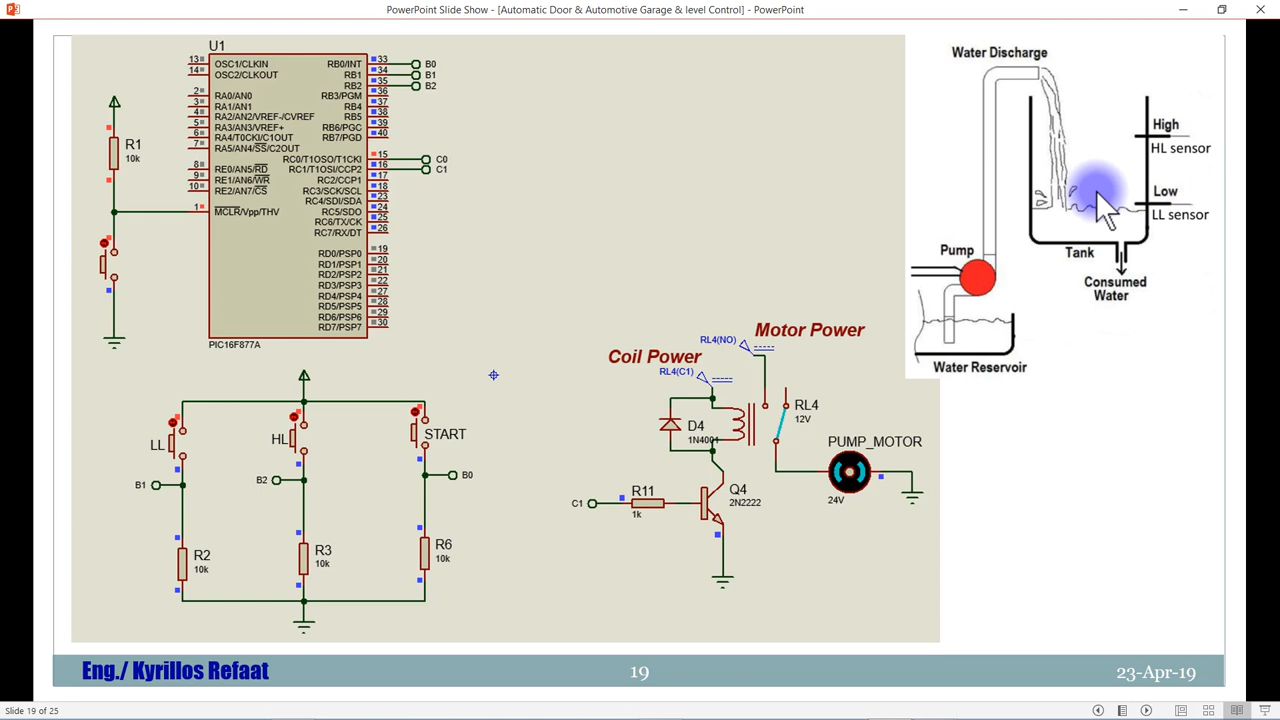 PowerPoint Slide Show - [Automatic Door & Automotive Garage & level Control] - PowerPoint
U1
13 OSC1/CLKIN
14 OSC2/CLKOUT
2 RA0/AN0
3 RA1/AN1
4 RA2/AN2/VREF-/CVREF
5 RA3/AN3/VREF+
6 RA4/T0CKI/C1OUT
7 RA5/AN4/SS/C2OUT
8 RE0/AN5/RD
9 RE1/AN6/WR
10 RE2/AN7/CS
1 MCLR/Vpp/THV
RB0/INT 33 B0
RB1 34 B1
RB2 35 B2
RB3/PGM 36
RB4 37
RB5 38
RB6/PGC 39
RB7/PGD 40
RC0/T1OSO/T1CKI 15 C0
RC1/T1OSI/CCP2 16 C1
RC2/CCP1 17
RC3/SCK/SCL 18
RC4/SDI/SDA 23
RC5/SDO 24
RC6/TX/CK 25
RC7/RX/DT 26
RD0/PSP0 19
RD1/PSP1 20
RD2/PSP2 21
RD3/PSP3 22
RD4/PSP4 27
RD5/PSP5 28
RD6/PSP6 29
RD7/PSP7 30
PIC16F877A
R1
10k
Water Discharge
High
HL sensor
Low
LL sensor
Pump
Tank
Consumed
Water
Water Reservoir
LL
HL
START
B1
B2
B0
R2
10k
R3
10k
R6
10k
Motor Power
RL4(NO)
Coil Power
RL4(C1)
D4
1N4001
RL4
12V
PUMP_MOTOR
24V
C1
R11
1k
Q4
2N2222
Eng./ Kyrillos Refaat
19
23-Apr-19
Slide 19 of 25